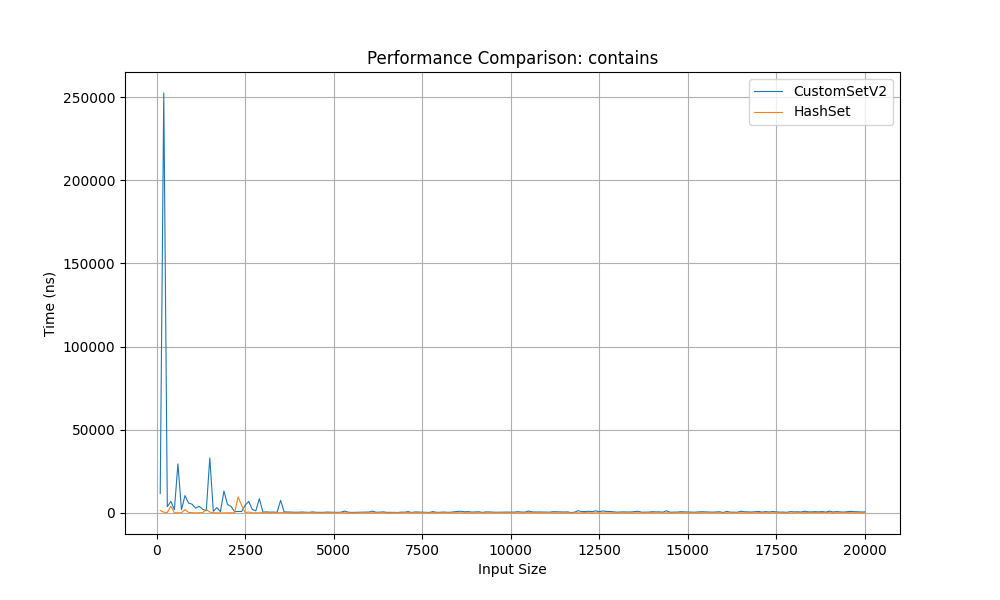 Performance Comparison: contains
CustomSetV2
HashSet
250000
200000
150000
100000
50000
0
Time (ns)
0 2500 5000 7500 10000 12500 15000 17500 20000
Input Size